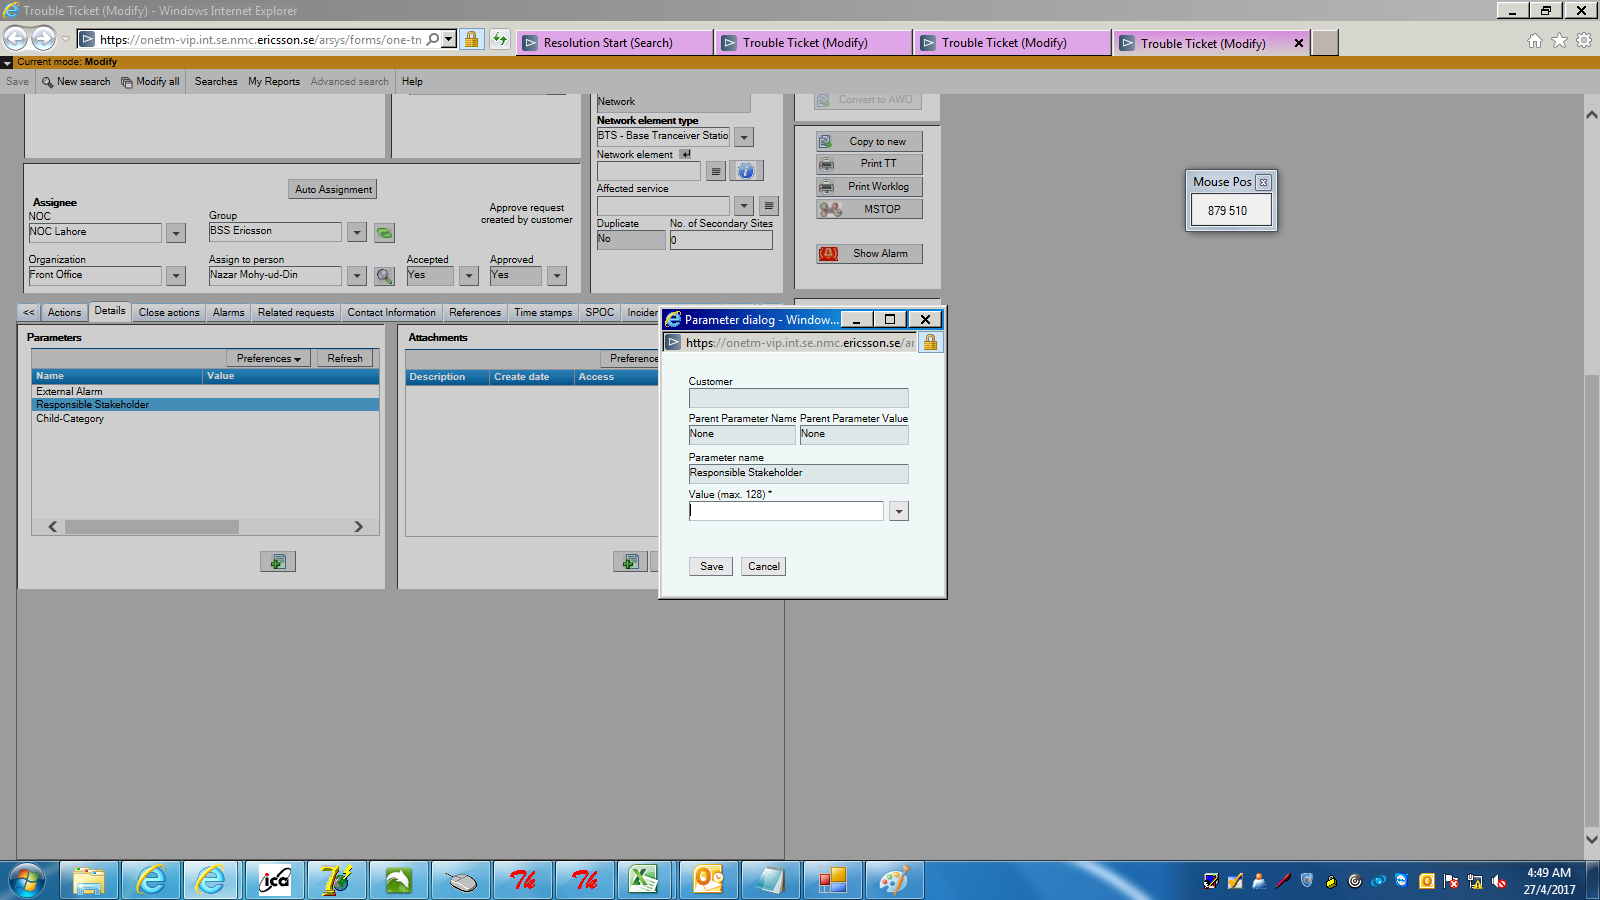 Trouble Ticket (Modify) - Windows Internet Explorer
https://onetm-vip.int.se.nmc.ericsson.se/arsys/forms/one-tn
Resolution Start (Search)
Trouble Ticket (Modify)
Trouble Ticket (Modify)
Trouble Ticket (Modify)
Current mode: Modify
Save New search Modify all Searches My Reports Advanced search Help
Network
Network element type
BTS - Base Tranceiver Statio
Network element
Affected service
Duplicate No. of Secondary Sites
No 0
Convert to AWO
Copy to new
Print TT
Print Worklog
MSTOP
Show Alarm
Mouse Pos
879 510
Auto Assignment
Assignee
NOC Group
NOC Lahore BSS Ericsson
Approve request
created by customer
Organization Assign to person Accepted Approved
Front Office Nazar Mohy-ud-Din Yes Yes
<< Actions Details Close actions Alarms Related requests Contact Information References Time stamps SPOC Incider
Parameters
Preferences Refresh
Name Value
External Alarm
Responsible Stakeholder
Child-Category
Attachments
Preference
Description Create date Access
Parameter dialog - Window...
https://onetm-vip.int.se.nmc.ericsson.se/ar
Customer
Parent Parameter Name Parent Parameter Value
None None
Parameter name
Responsible Stakeholder
Value (max. 128) *
Save Cancel
ica
7
Tk
Tk
4:49 AM
27/4/2017